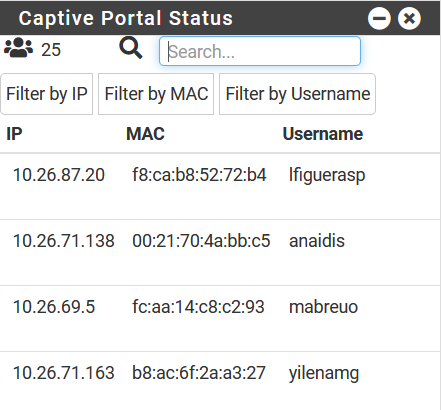 Captive Portal Status
25 Search...
Filter by IP Filter by MAC Filter by Username
IP MAC Username
10.26.87.20 f8:ca:b8:52:72:b4 lfiguerasp
10.26.71.138 00:21:70:4a:bb:c5 anaidis
10.26.69.5 fc:aa:14:c8:c2:93 mabreuo
10.26.71.163 b8:ac:6f:2a:a3:27 yilenamg